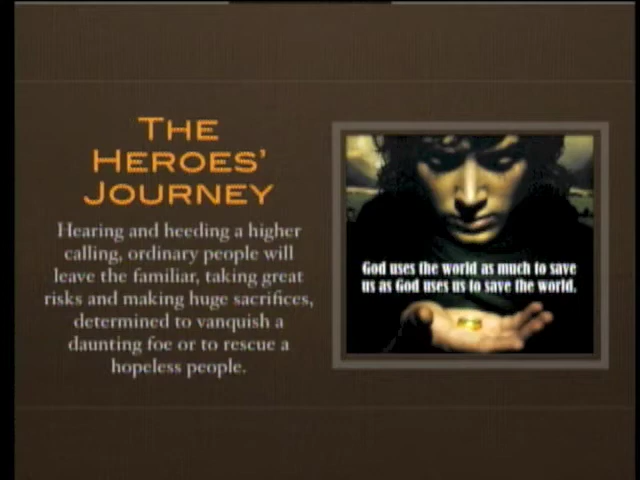 THE
HEROES'
JOURNEY
Hearing and heeding a higher
calling, ordinary people will
leave the familiar, taking great
risks and making huge sacrifices,
determined to vanquish a
daunting foe or to rescue a
hopeless people.
God uses the world as much to save
us as God uses us to save the world.